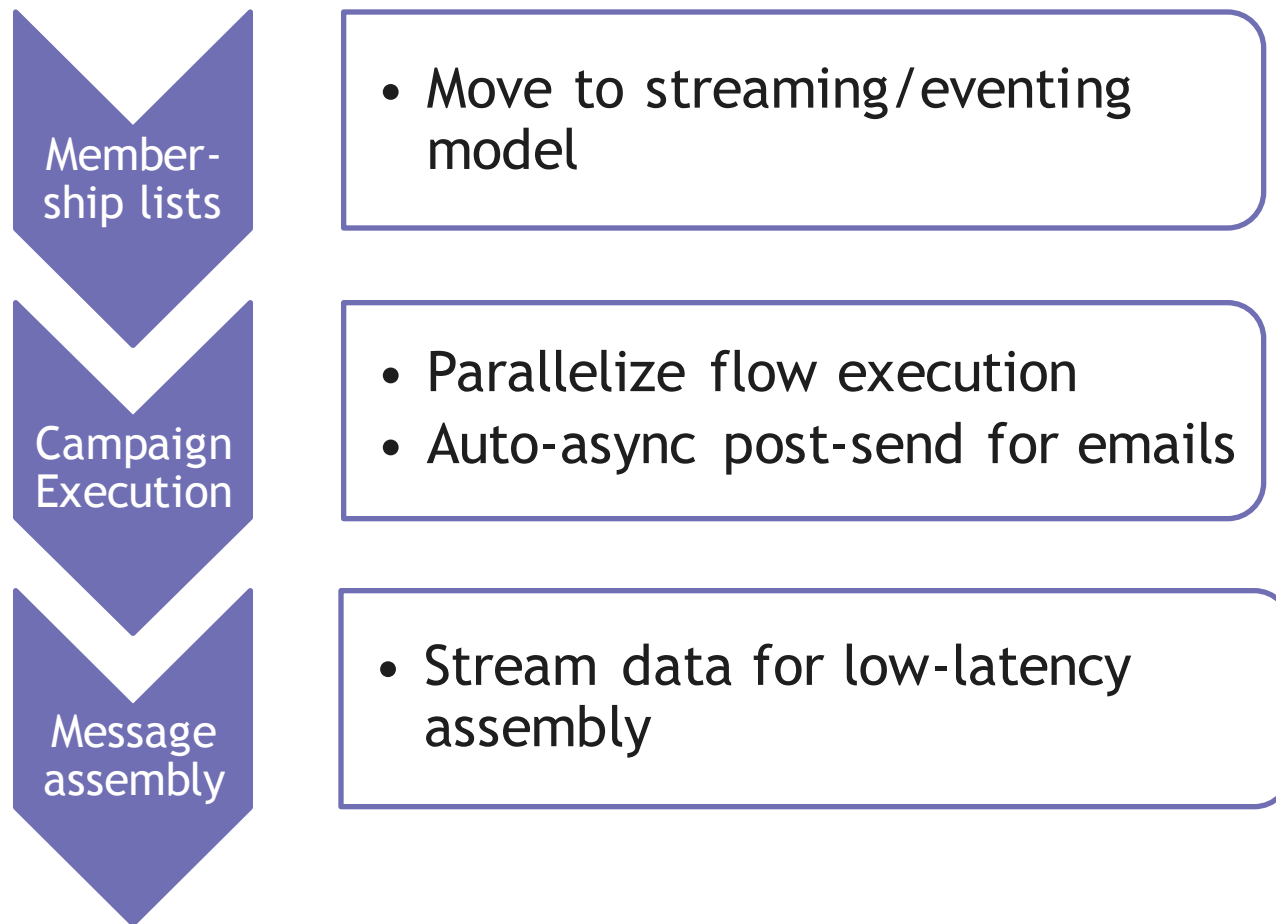 Member-
ship lists
• Move to streaming/eventing
model
Campaign
Execution
• Parallelize flow execution
• Auto-async post-send for emails
Message
assembly
• Stream data for low-latency
assembly